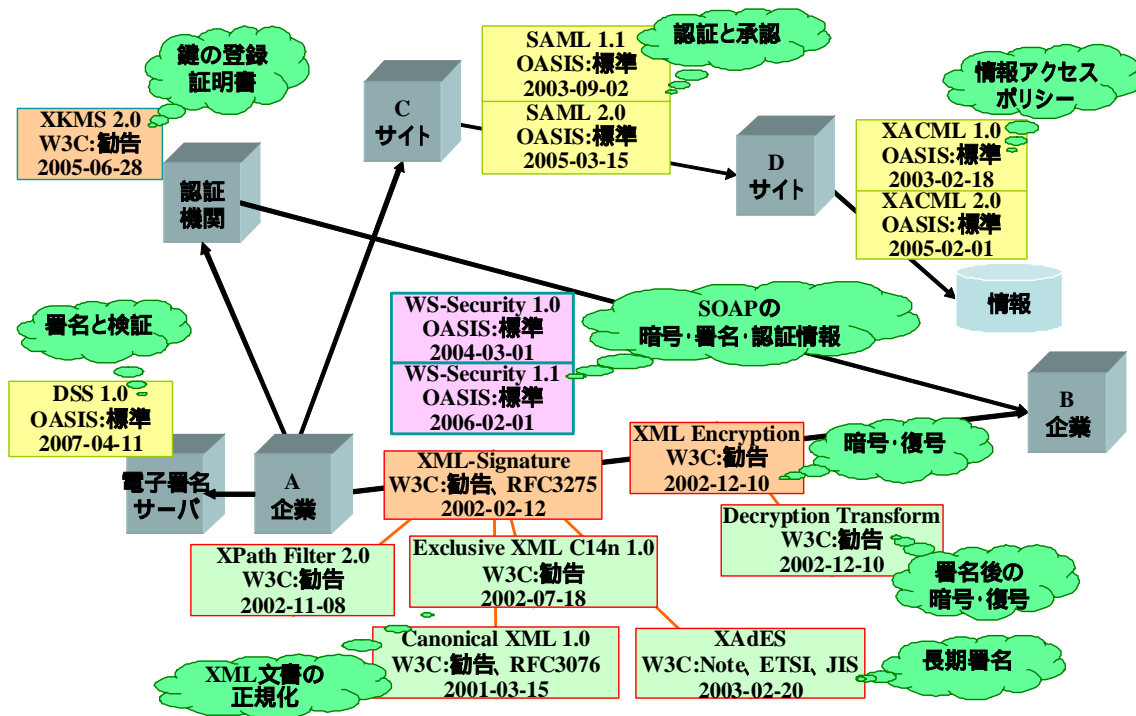 鍵の登録
証明書
XKMS 2.0
W3C:勧告
2005-06-28
認証
機関
C
サイト
SAML 1.1
OASIS:標準
2003-09-02
SAML 2.0
OASIS:標準
2005-03-15
認証と承認
D
サイト
情報アクセス
ポリシー
XACML 1.0
OASIS:標準
2003-02-18
XACML 2.0
OASIS:標準
2005-02-01
情報
署名と検証
DSS 1.0
OASIS:標準
2007-04-11
電子署名
サーバ
A
企業
WS-Security 1.0
OASIS:標準
2004-03-01
WS-Security 1.1
OASIS:標準
2006-02-01
SOAPの
暗号・署名・認証情報
B
企業
XML-Signature
W3C:勧告、RFC3275
2002-02-12
XML Encryption
W3C:勧告
2002-12-10
暗号・復号
Decryption Transform
W3C:勧告
2002-12-10
署名後の
暗号・復号
XPath Filter 2.0
W3C:勧告
2002-11-08
Exclusive XML C14n 1.0
W3C:勧告
2002-07-18
Canonical XML 1.0
W3C:勧告、RFC3076
2001-03-15
XML文書の
正規化
XAdES
W3C:Note、ETSI、JIS
2003-02-20
長期署名